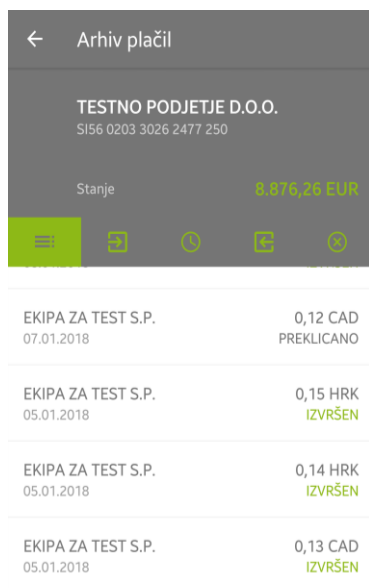 Arhiv plačil
TESTNO PODJETJE D.O.O.
SI56 0203 3026 2477 250
Stanje 8.876,26 EUR
EKIPA ZA TEST S.P. 0,12 CAD
07.01.2018 PREKLICANO
EKIPA ZA TEST S.P. 0,15 HRK
05.01.2018 IZVRŠEN
EKIPA ZA TEST S.P. 0,14 HRK
05.01.2018 IZVRŠEN
EKIPA ZA TEST S.P. 0,13 CAD
05.01.2018 IZVRŠEN